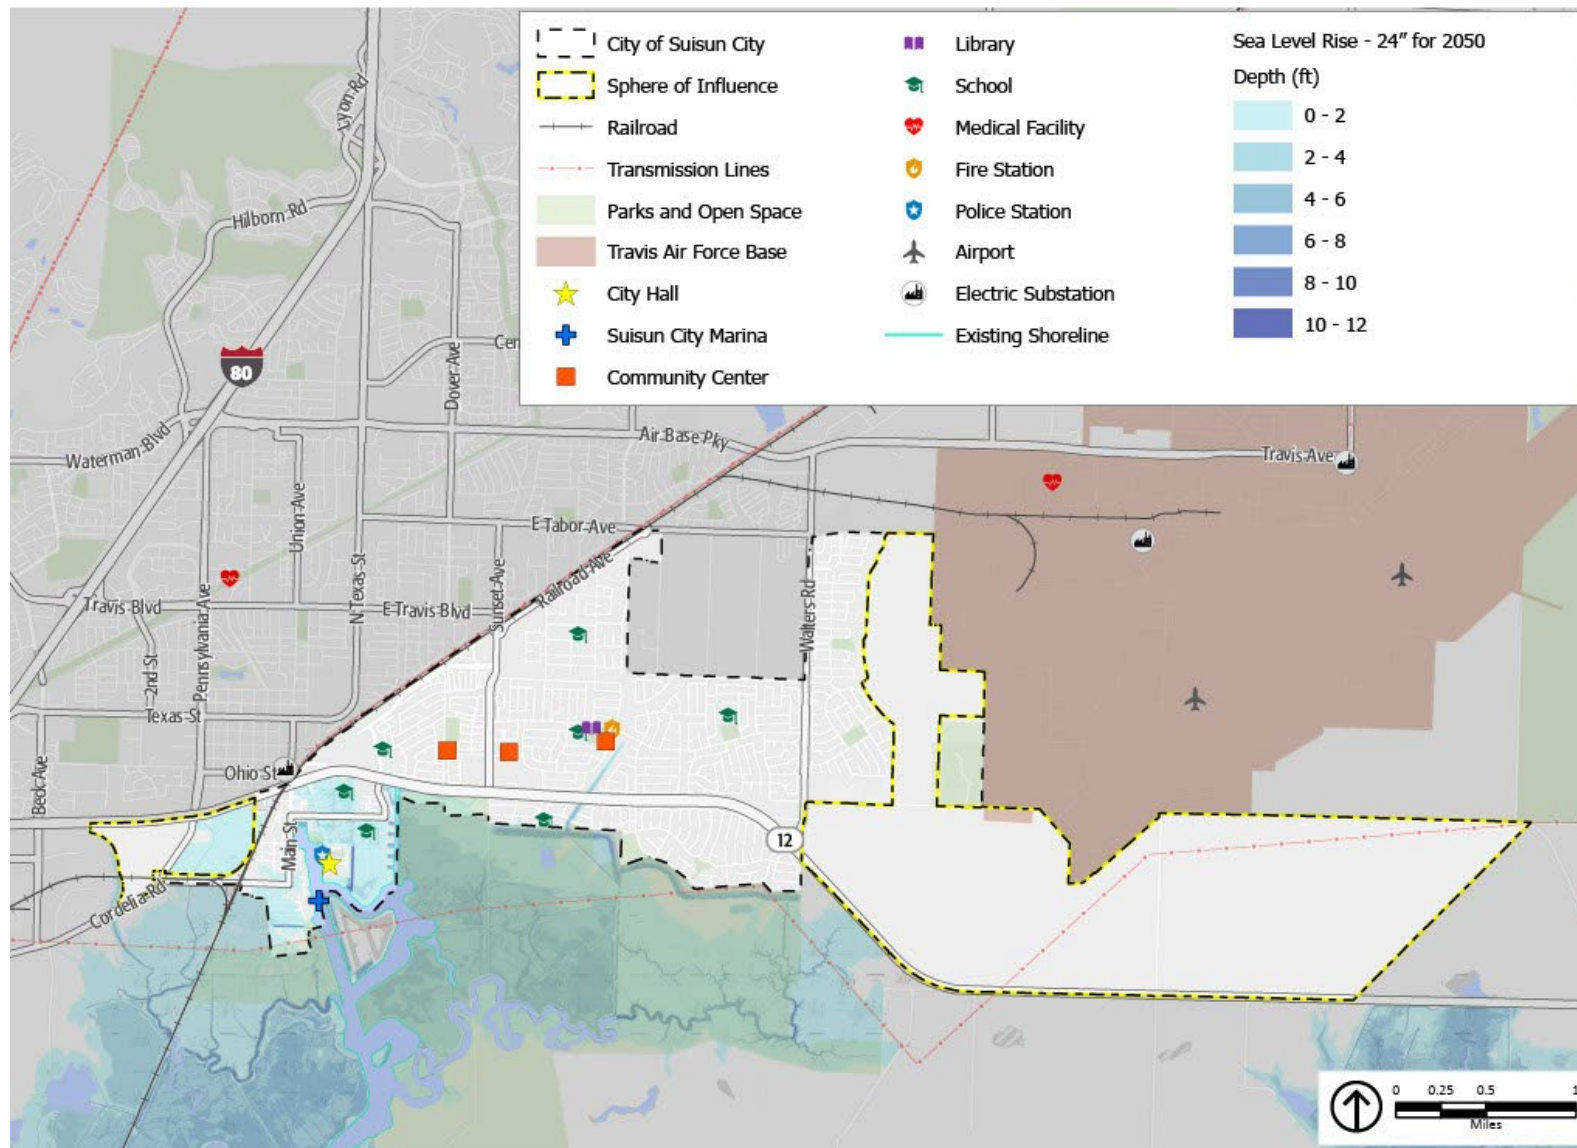 City of Suisun City
Sphere of Influence
Railroad
Transmission Lines
Parks and Open Space
Travis Air Force Base
City Hall
Suisun City Marina
Community Center
Library
School
Medical Facility
Fire Station
Police Station
Airport
Electric Substation
Existing Shoreline
Sea Level Rise - 24" for 2050
Depth (ft)
0 - 2
2 - 4
4 - 6
6 - 8
8 - 10
10 - 12
Lyon Rd
Hilborn Rd
80
Dover Ave
Cer
Waterman Blvd
Air Base Pky
Travis Ave
Union Ave
E Tabor Ave
N Texas St
Sunset Ave
Railroad Ave
Walters Rd
Travis Blvd
E Travis Blvd
Pennsylvania Ave
2nd St
Texas St
Beck Ave
Ohio St
Main St
12
Cordelia Rd
0 0.25 0.5 1
Miles